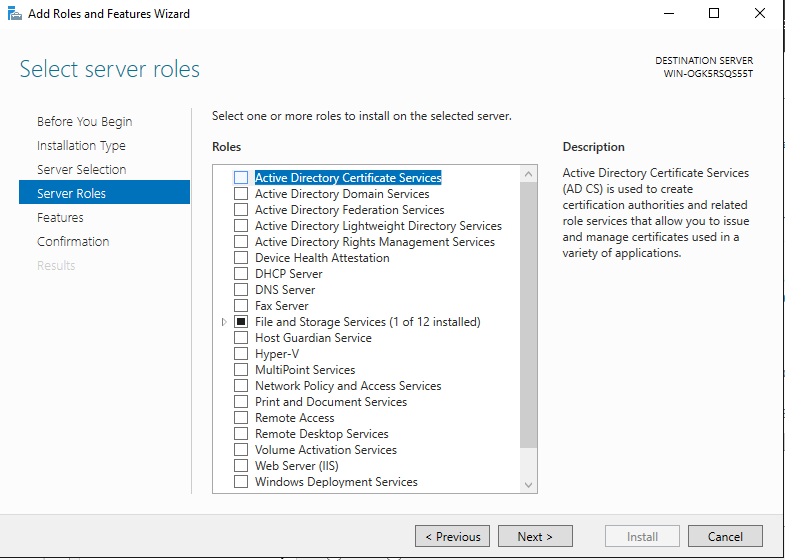 Add Roles and Features Wizard
Select server roles
DESTINATION SERVER
WIN-OGK5RSQS55T
Before You Begin
Installation Type
Server Selection
Server Roles
Features
Confirmation
Results
Select one or more roles to install on the selected server.
Roles
Active Directory Certificate Services
Active Directory Domain Services
Active Directory Federation Services
Active Directory Lightweight Directory Services
Active Directory Rights Management Services
Device Health Attestation
DHCP Server
DNS Server
Fax Server
File and Storage Services (1 of 12 installed)
Host Guardian Service
Hyper-V
MultiPoint Services
Network Policy and Access Services
Print and Document Services
Remote Access
Remote Desktop Services
Volume Activation Services
Web Server (IIS)
Windows Deployment Services
Description
Active Directory Certificate Services
(AD CS) is used to create
certification authorities and related
role services that allow you to issue
and manage certificates used in a
variety of applications.
< Previous
Next >
Install
Cancel